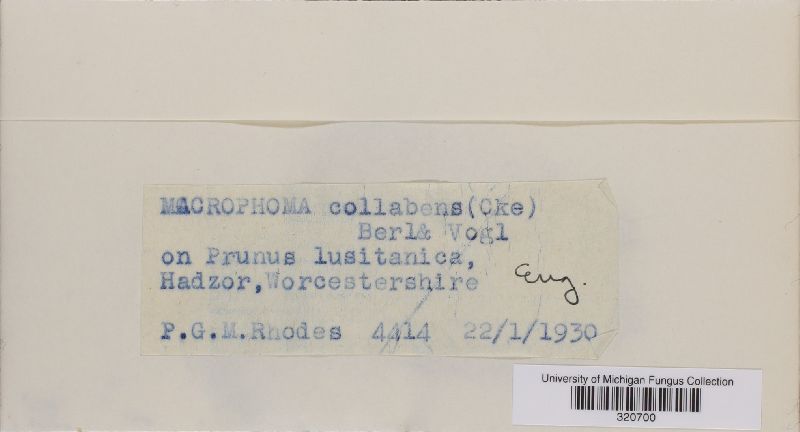 MACROPHOMA collabens(Cke)
Berl& Vogl
on Prunus lusitanica,
Hadzor,Worcestershire
Eng.
P.G.M.Rhodes 4414 22/1/1930
University of Michigan Fungus Collection
320700